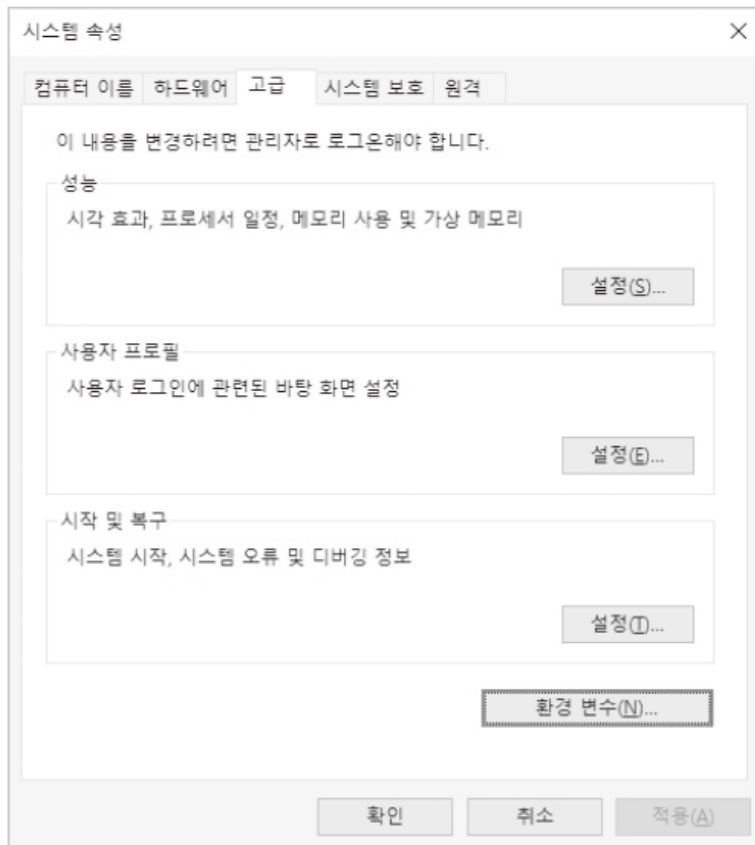 시스템 속성
컴퓨터 이름 하드웨어 고급 시스템 보호 원격
이 내용을 변경하려면 관리자로 로그온해야 합니다.
성능
시각 효과, 프로세서 일정, 메모리 사용 및 가상 메모리
설정(S)...
사용자 프로필
사용자 로그인에 관련된 바탕 화면 설정
설정(E)...
시작 및 복구
시스템 시작, 시스템 오류 및 디버깅 정보
설정(T)...
환경 변수(N)...
확인 취소 적용(A)